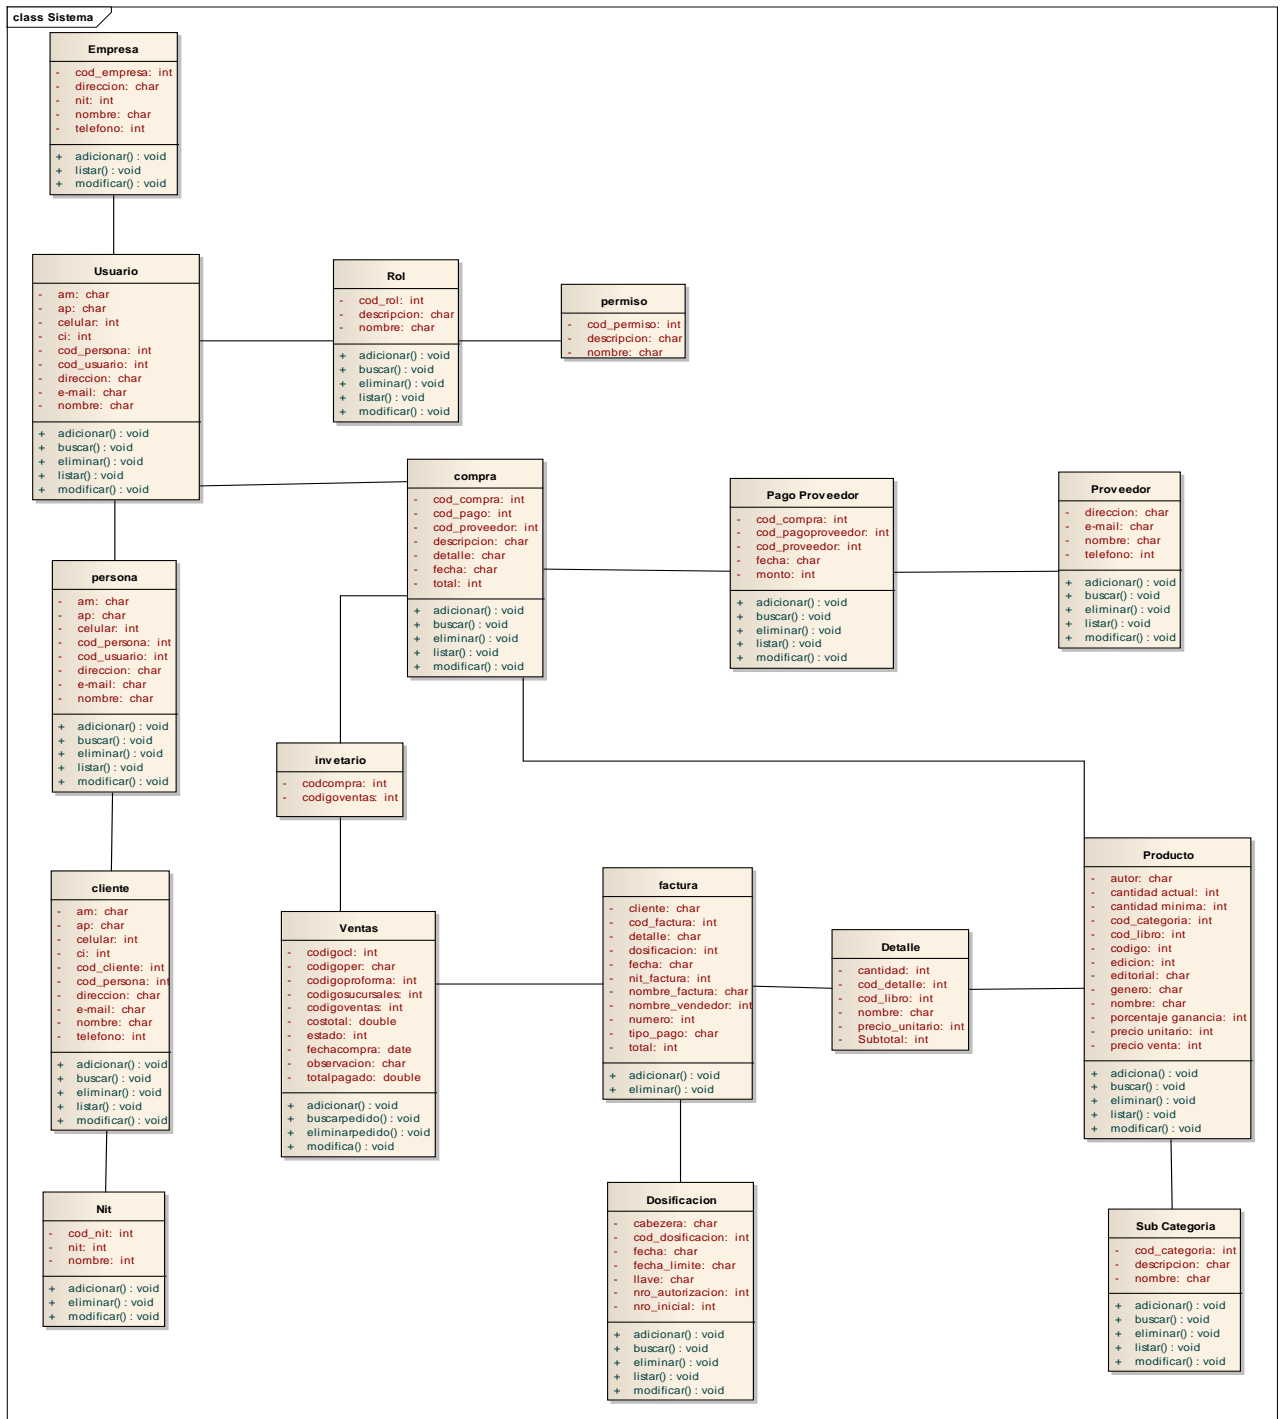 class Sistema
Empresa
- cod_empresa: int
- direccion: char
- nit: int
- nombre: char
- telefono: int
+ adicionar() : void
+ listar() : void
+ modificar() : void
Usuario
- am: char
- ap: char
- celular: int
- ci: int
- cod_persona: int
- cod_usuario: int
- direccion: char
- e-mail: char
- nombre: char
+ adicionar() : void
+ buscar() : void
+ eliminar() : void
+ listar() : void
+ modificar() : void
Rol
- cod_rol: int
- descripcion: char
- nombre: char
+ adicionar() : void
+ buscar() : void
+ eliminar() : void
+ listar() : void
+ modificar() : void
permiso
- cod_permiso: int
- descripcion: char
- nombre: char
compra
- cod_compra: int
- cod_pago: int
- cod_proveedor: int
- descripcion: char
- detalle: char
- fecha: char
- total: int
+ adicionar() : void
+ buscar() : void
+ eliminar() : void
+ listar() : void
+ modificar() : void
Pago Proveedor
- cod_compra: int
- cod_pagoproveedor: int
- cod_proveedor: int
- fecha: char
- monto: int
+ adicionar() : void
+ buscar() : void
+ eliminar() : void
+ listar() : void
+ modificar() : void
Proveedor
- direccion: char
- e-mail: char
- nombre: char
- telefono: int
+ adicionar() : void
+ buscar() : void
+ eliminar() : void
+ listar() : void
+ modificar() : void
persona
- am: char
- ap: char
- celular: int
- cod_persona: int
- cod_usuario: int
- direccion: char
- e-mail: char
- nombre: char
+ adicionar() : void
+ buscar() : void
+ eliminar() : void
+ listar() : void
+ modificar() : void
invetario
- codcompra: int
- codigoventas: int
cliente
- am: char
- ap: char
- celular: int
- ci: int
- cod_cliente: int
- cod_persona: int
- direccion: char
- e-mail: char
- nombre: char
- telefono: int
+ adicionar() : void
+ buscar() : void
+ eliminar() : void
+ listar() : void
+ modificar() : void
Ventas
- codigocl: int
- codigoper: char
- codigoproforma: int
- codigosucursales: int
- codigoventas: int
- costotal: double
- estado: int
- fechacompra: date
- observacion: char
- totalpagado: double
+ adicionar() : void
+ buscarpedido() : void
+ eliminarpedido() : void
+ modifica() : void
factura
- cliente: char
- cod_factura: int
- detalle: char
- dosificacion: int
- fecha: char
- nit_factura: int
- nombre_factura: char
- nombre_vendedor: int
- numero: int
- tipo_pago: char
- total: int
+ adicionar() : void
+ eliminar() : void
Detalle
- cantidad: int
- cod_detalle: int
- cod_libro: int
- nombre: char
- precio_unitario: int
- Subtotal: int
Producto
- autor: char
- cantidad actual: int
- cantidad minima: int
- cod_categoria: int
- cod_libro: int
- codigo: int
- edicion: int
- editorial: char
- genero: char
- nombre: char
- porcentaje ganancia: int
- precio unitario: int
- precio venta: int
+ adiciona() : void
+ buscar() : void
+ eliminar() : void
+ listar() : void
+ modificar() : void
Nit
- cod_nit: int
- nit: int
- nombre: int
+ adicionar() : void
+ eliminar() : void
+ modificar() : void
Dosificacion
- cabezera: char
- cod_dosificacion: int
- fecha: char
- fecha_limite: char
- llave: char
- nro_autorizacion: int
- nro_inicial: int
+ adicionar() : void
+ buscar() : void
+ eliminar() : void
+ listar() : void
+ modificar() : void
Sub Categoria
- cod_categoria: int
- descripcion: char
- nombre: char
+ adicionar() : void
+ buscar() : void
+ eliminar() : void
+ listar() : void
+ modificar() : void